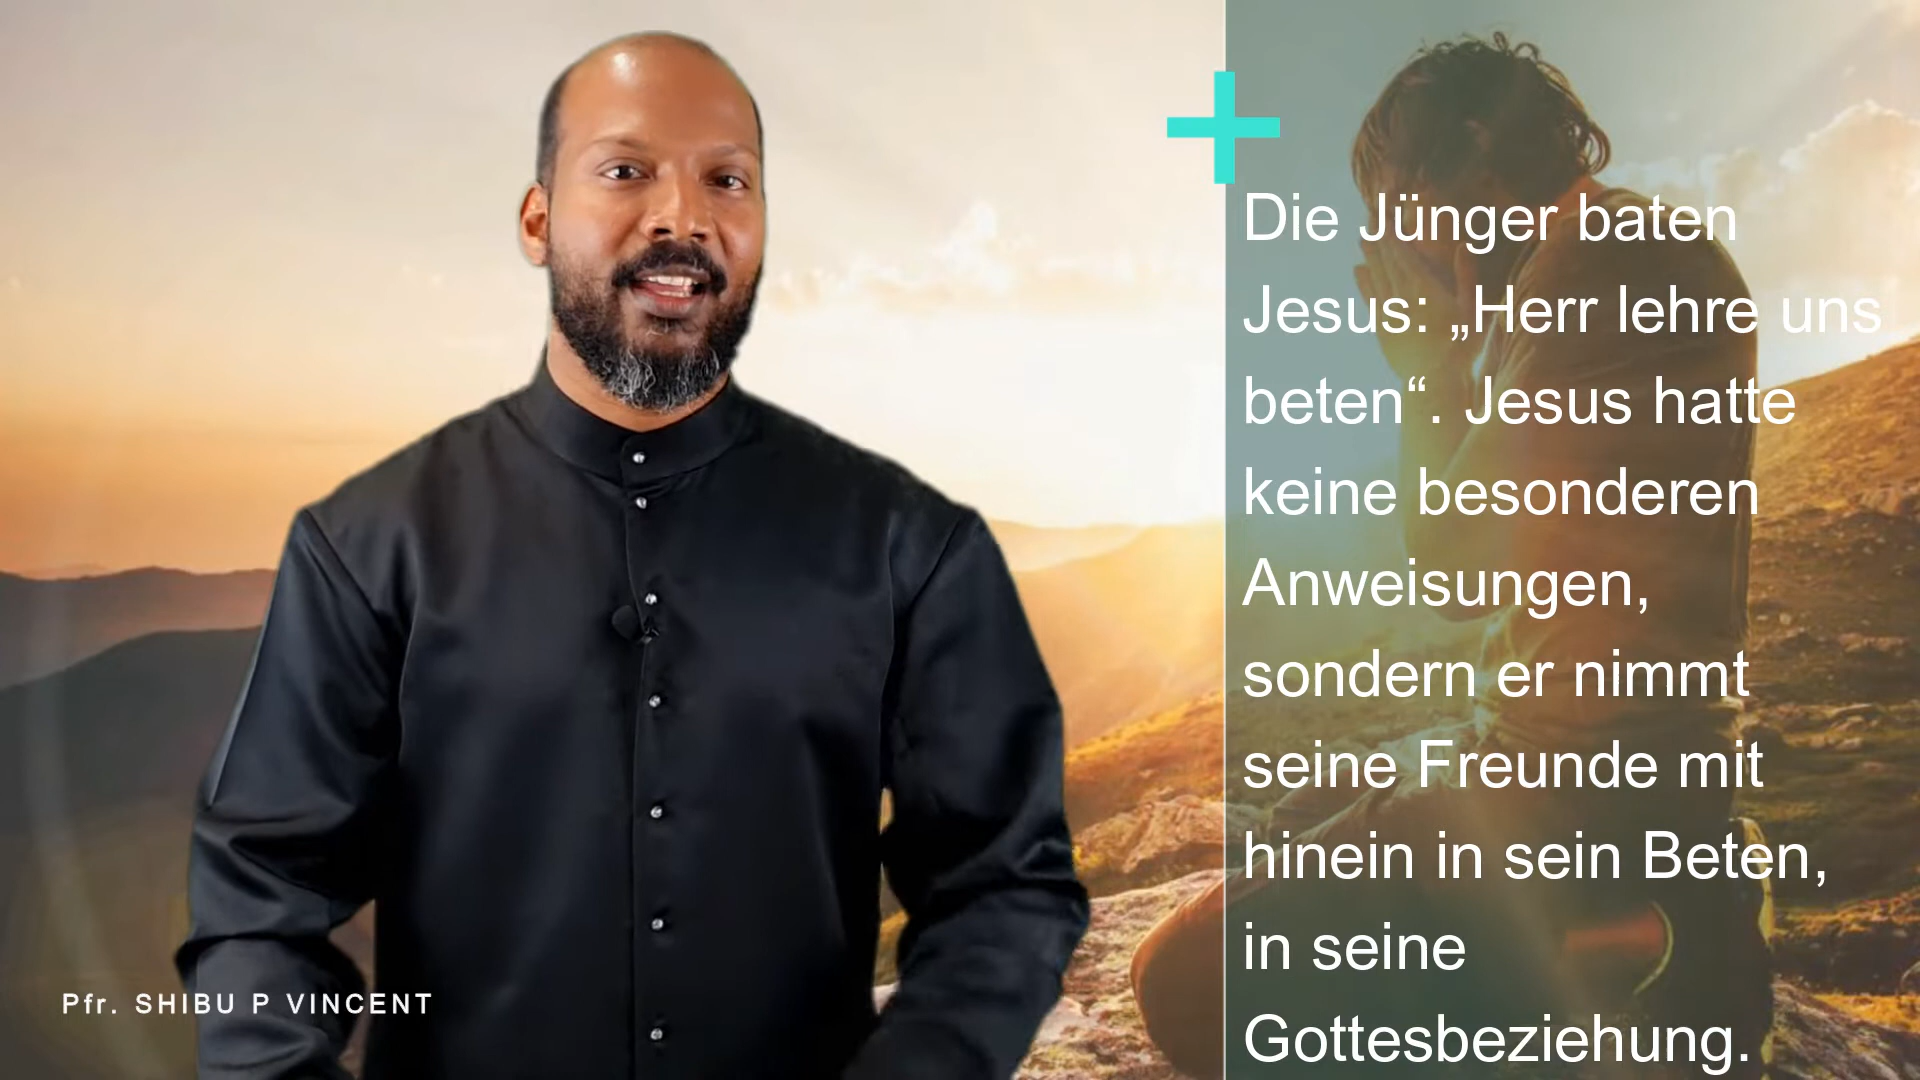 Die Jünger baten
Jesus: „Herr lehre uns
beten“. Jesus hatte
keine besonderen
Anweisungen,
sondern er nimmt
seine Freunde mit
hinein in sein Beten,
in seine
Gottesbeziehung.
Pfr. SHIBU P VINCENT